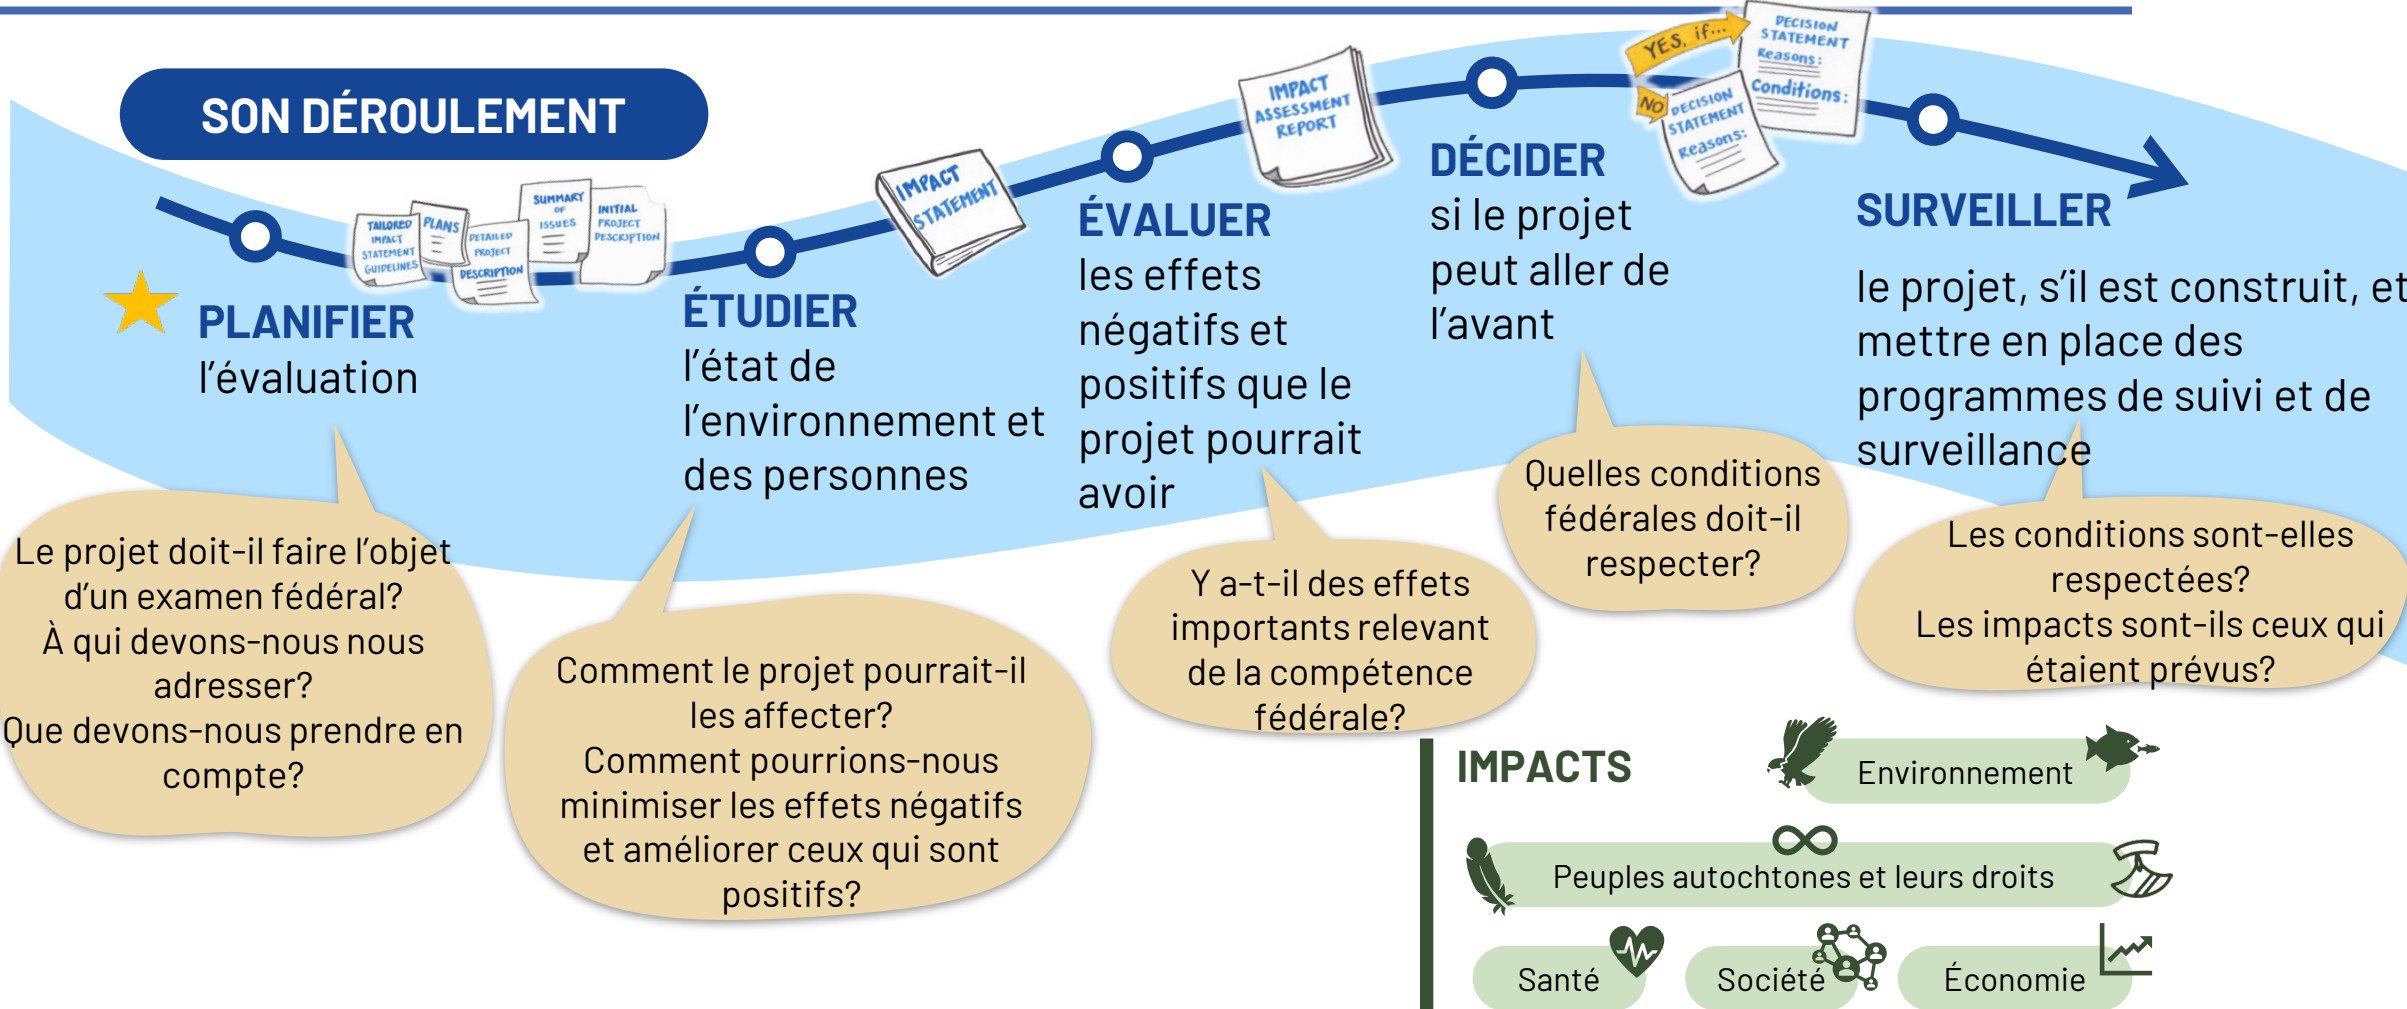 SON DÉROULEMENT
TAILORED
IMPACT
STATEMENT
GUIDELINES
PLANS
DETAILED
PROJECT
DESCRIPTION
SUMMARY
OF
ISSUES
INITIAL
PROJECT
DESCRIPTION
IMPACT
STATEMENT
IMPACT
ASSESSMENT
REPORT
YES, if...
NO
DECISION
STATEMENT
Reasons:
DECISION
STATEMENT
Reasons:
Conditions:
PLANIFIER
l'évaluation
Le projet doit-il faire l'objet
d'un examen fédéral?
À qui devons-nous nous
adresser?
Que devons-nous prendre en
compte?
ÉTUDIER
l'état de
l'environnement et
des personnes
Comment le projet pourrait-il
les affecter?
Comment pourrions-nous
minimiser les effets négatifs
et améliorer ceux qui sont
positifs?
ÉVALUER
les effets
négatifs et
positifs que le
projet pourrait
avoir
Y a-t-il des effets
importants relevant
de la compétence
fédérale?
DÉCIDER
si le projet
peut aller de
l'avant
Quelles conditions
fédérales doit-il
respecter?
SURVEILLER
le projet, s'il est construit, et
mettre en place des
programmes de suivi et de
surveillance
Les conditions sont-elles
respectées?
Les impacts sont-ils ceux qui
étaient prévus?
IMPACTS
Environnement
Peuples autochtones et leurs droits
Santé
Société
Économie